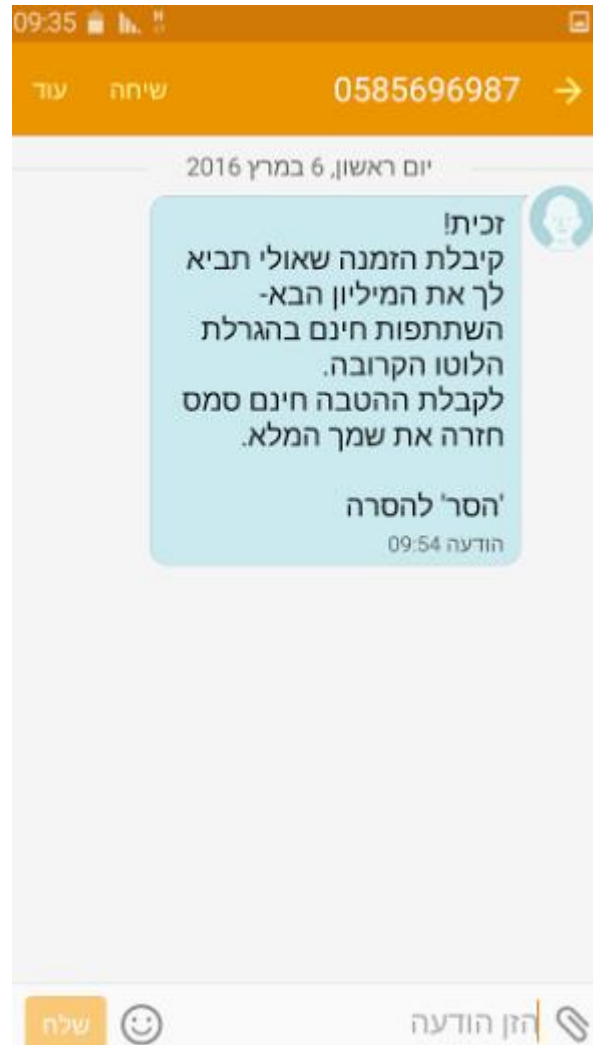 09:35
0585696987
שיחה
עוד
יום ראשון, 6 במרץ 2016
זכית!
קיבלת הזמנה שאולי תביא
לך את המיליון הבא-
השתתפות חינם בהגרלת
הלוטו הקרובה.
לקבלת ההטבה חינם סמס
חזרה את שמך המלא.
'הסר' להסרה
הודעה 09:54
הזן הודעה
שלח